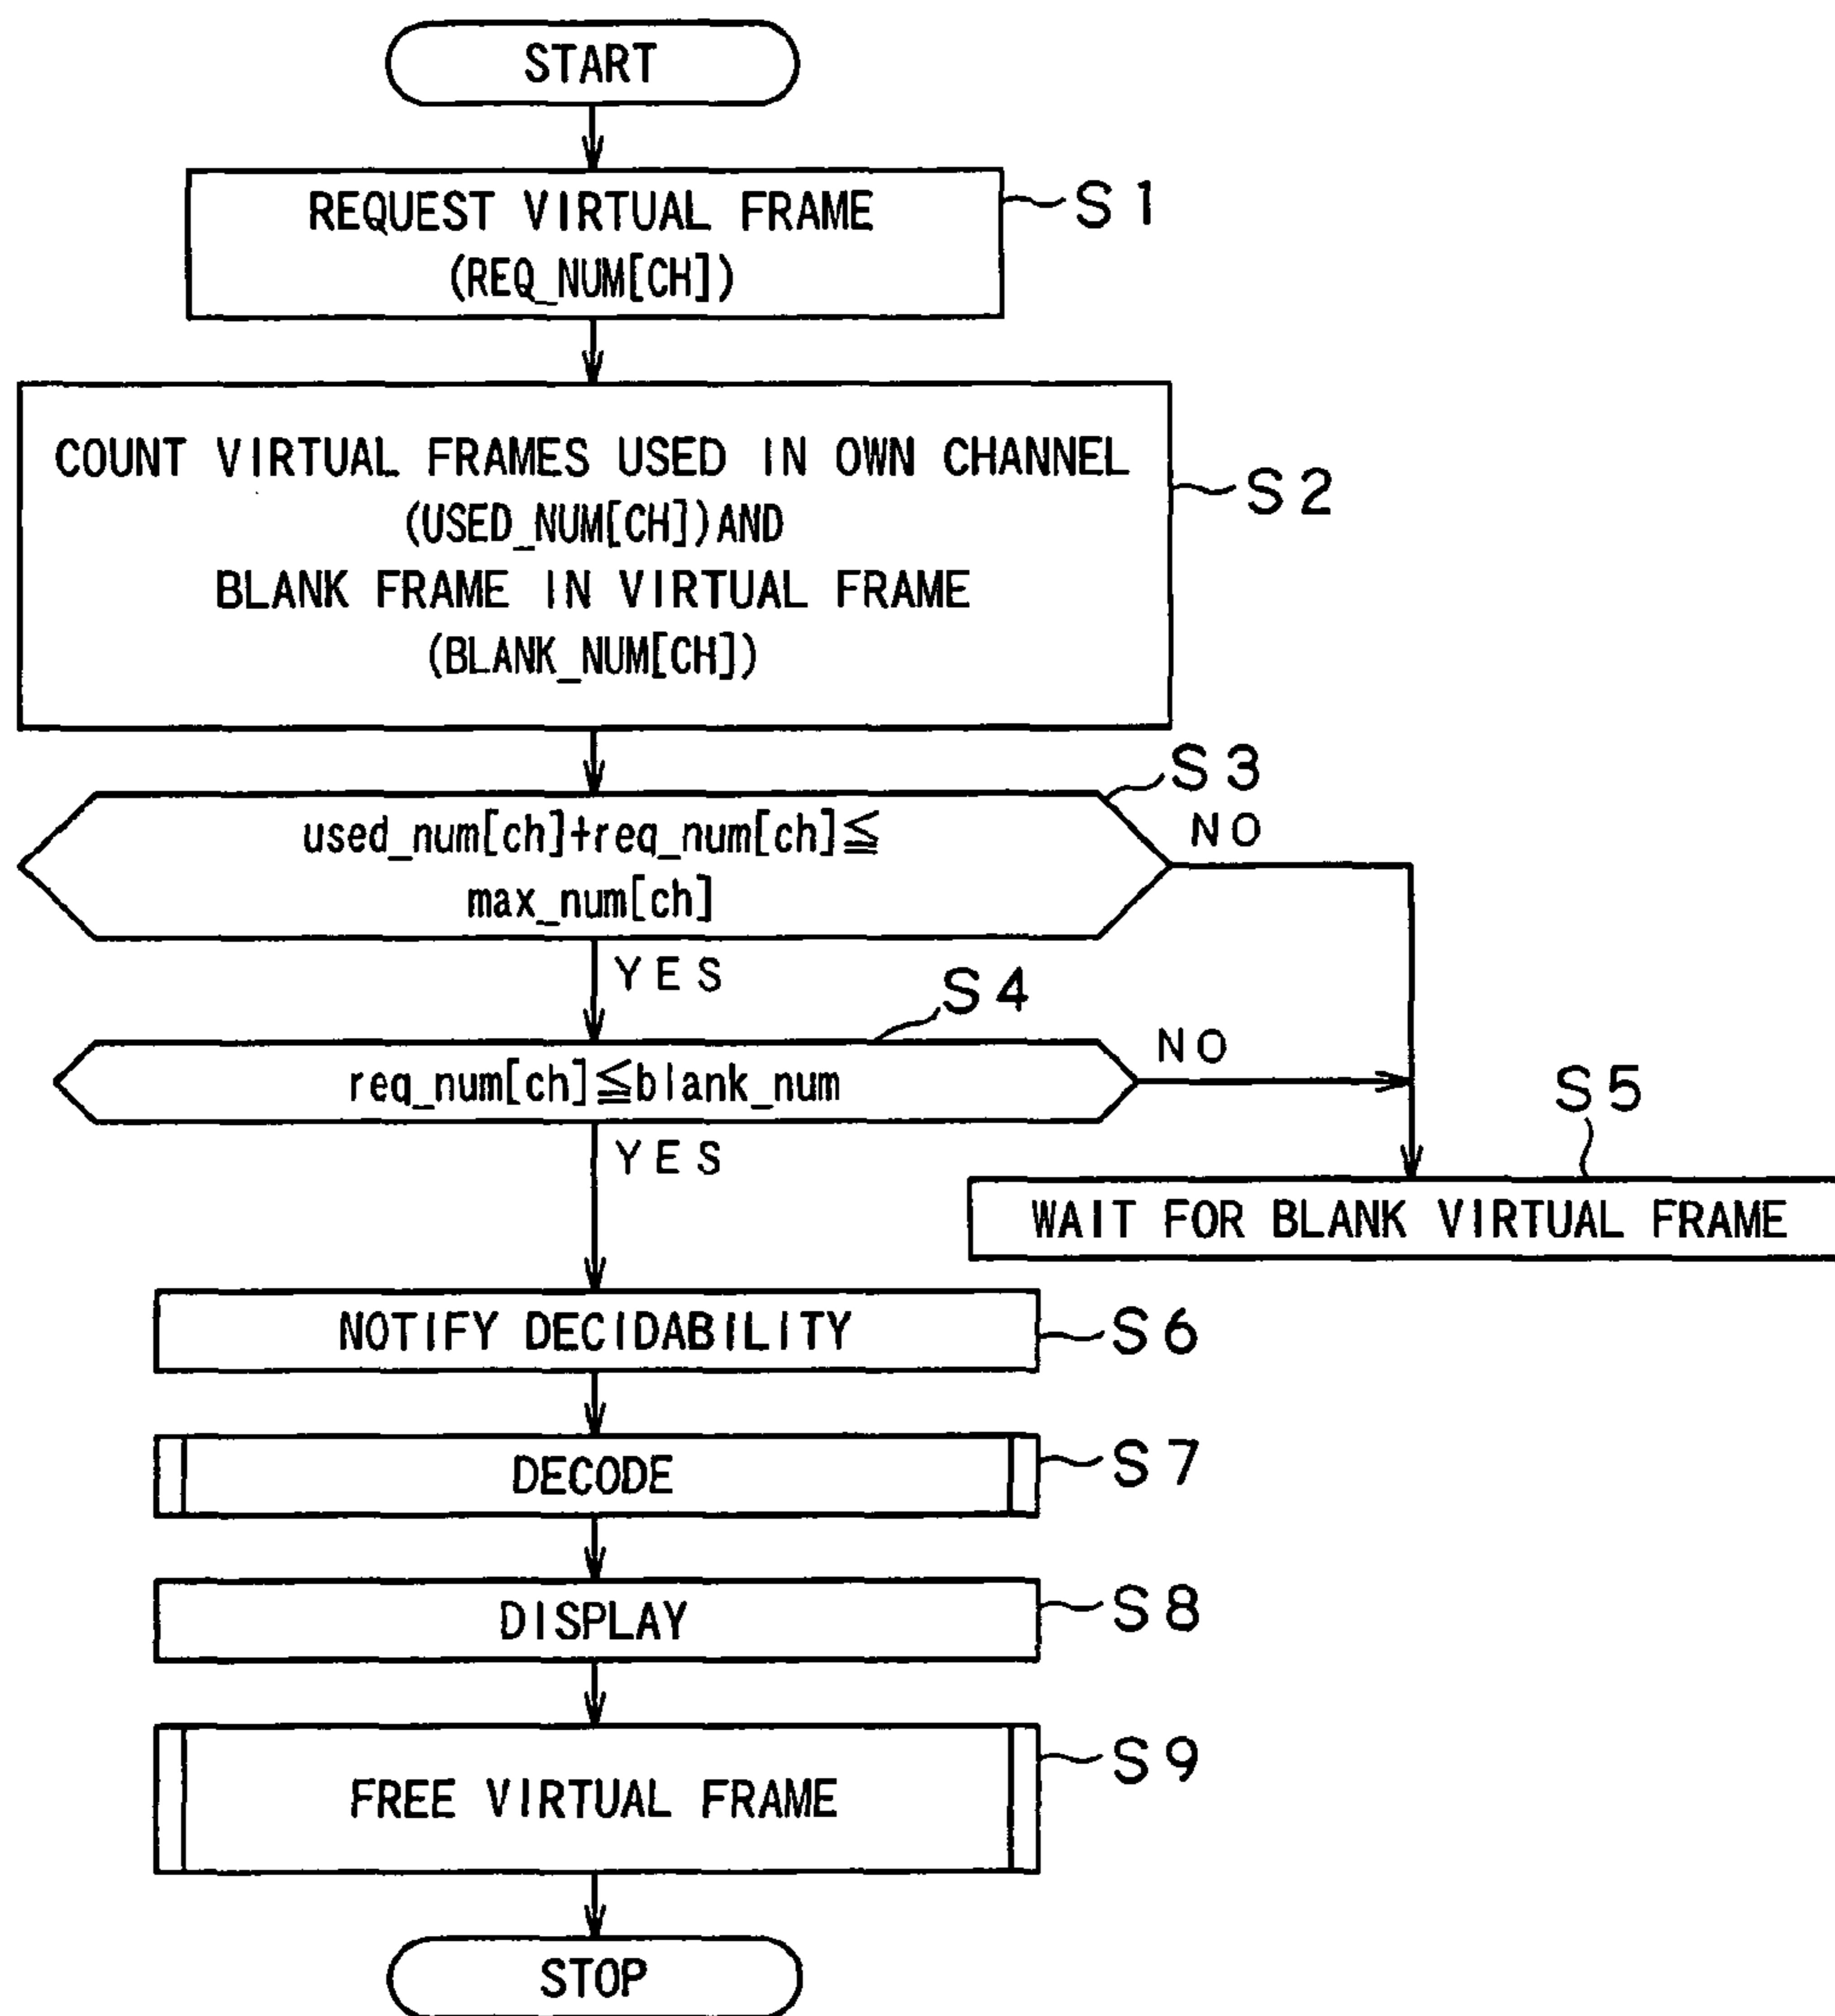 START
REQUEST VIRTUAL FRAME
(REQ_NUM[CH])
S1
COUNT VIRTUAL FRAMES USED IN OWN CHANNEL
(USED_NUM[CH])AND
BLANK FRAME IN VIRTUAL FRAME
(BLANK_NUM[CH])
S2
S3
used_num[ch]+req_num[ch]≦
max_num[ch]
NO
YES
S4
req_num[ch]≦blank_num
NO
YES
S5
WAIT FOR BLANK VIRTUAL FRAME
NOTIFY DECIDABILITY
S6
DECODE
S7
DISPLAY
S8
FREE VIRTUAL FRAME
S9
STOP